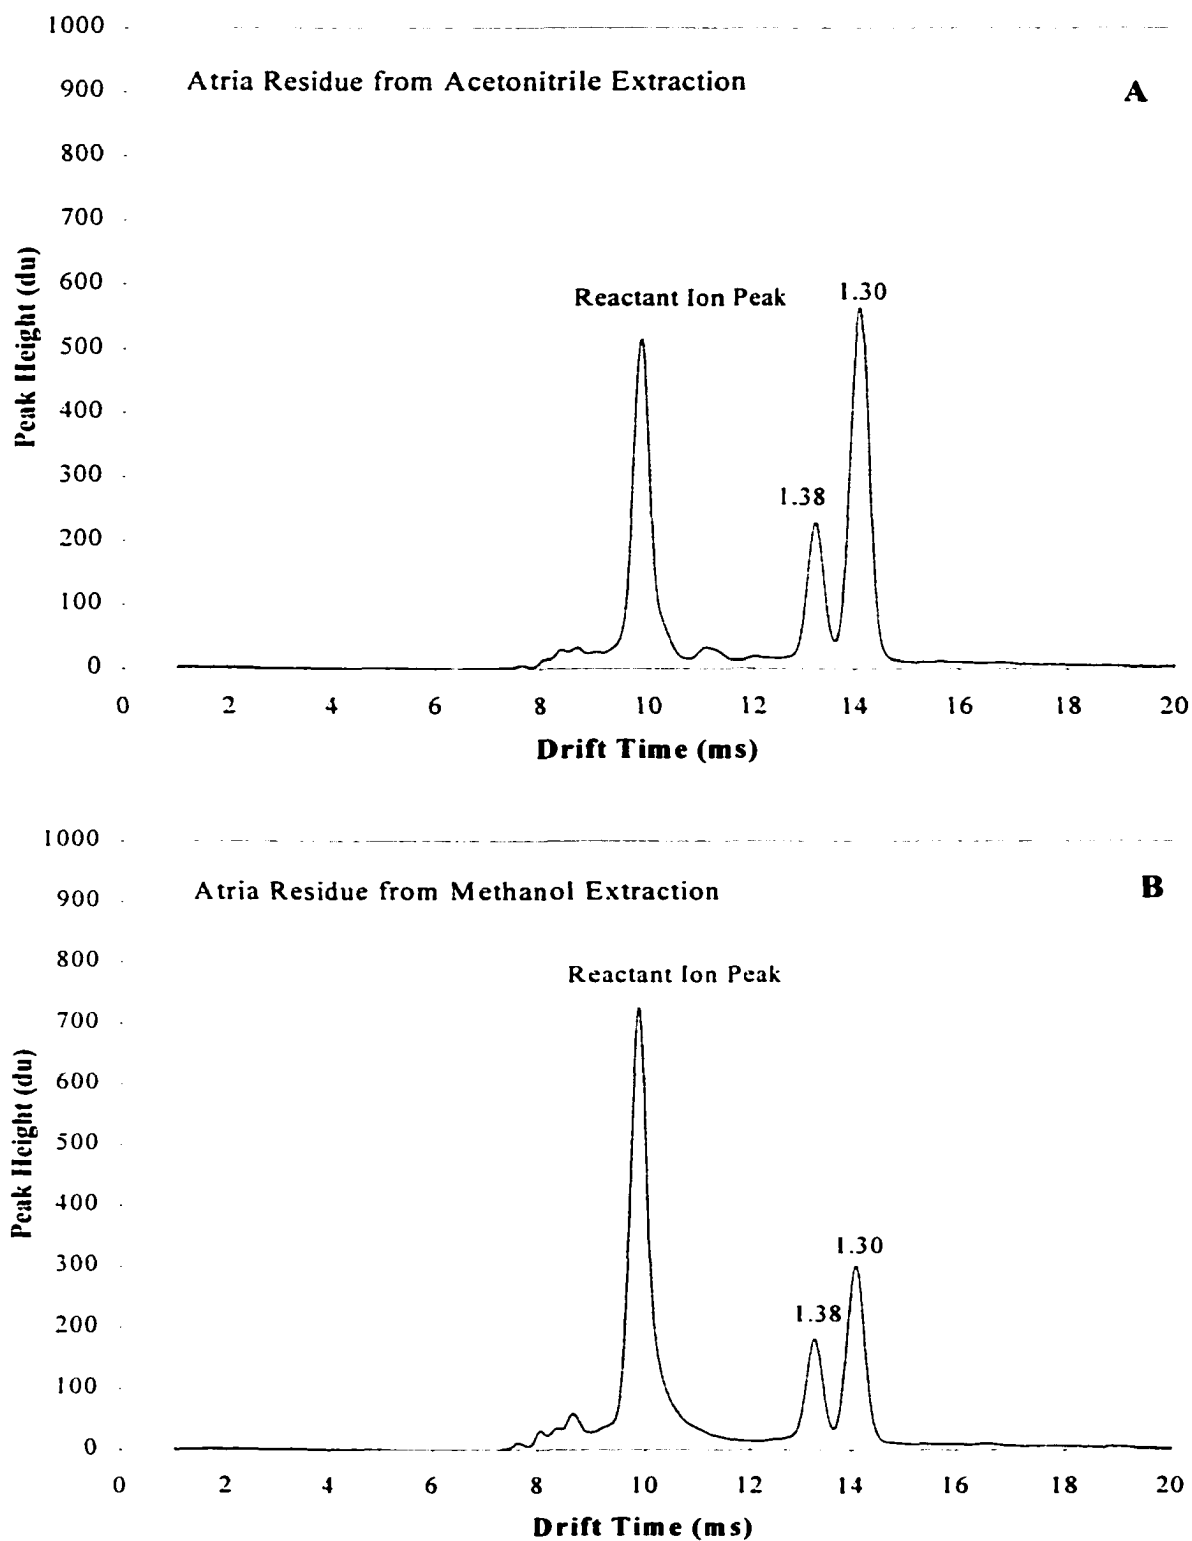 1000
Atria Residue from Acetonitrile Extraction
A
900
800
700
600
Reactant Ion Peak
1.30
500
400
300
1.38
200
100
0
Peak Height (du)
0 2 4 6 8 10 12 14 16 18 20
Drift Time (ms)
1000
Atria Residue from Methanol Extraction
B
900
800
Reactant Ion Peak
700
600
500
400
300
1.30
200
1.38
100
0
Peak Height (du)
0 2 4 6 8 10 12 14 16 18 20
Drift Time (ms)